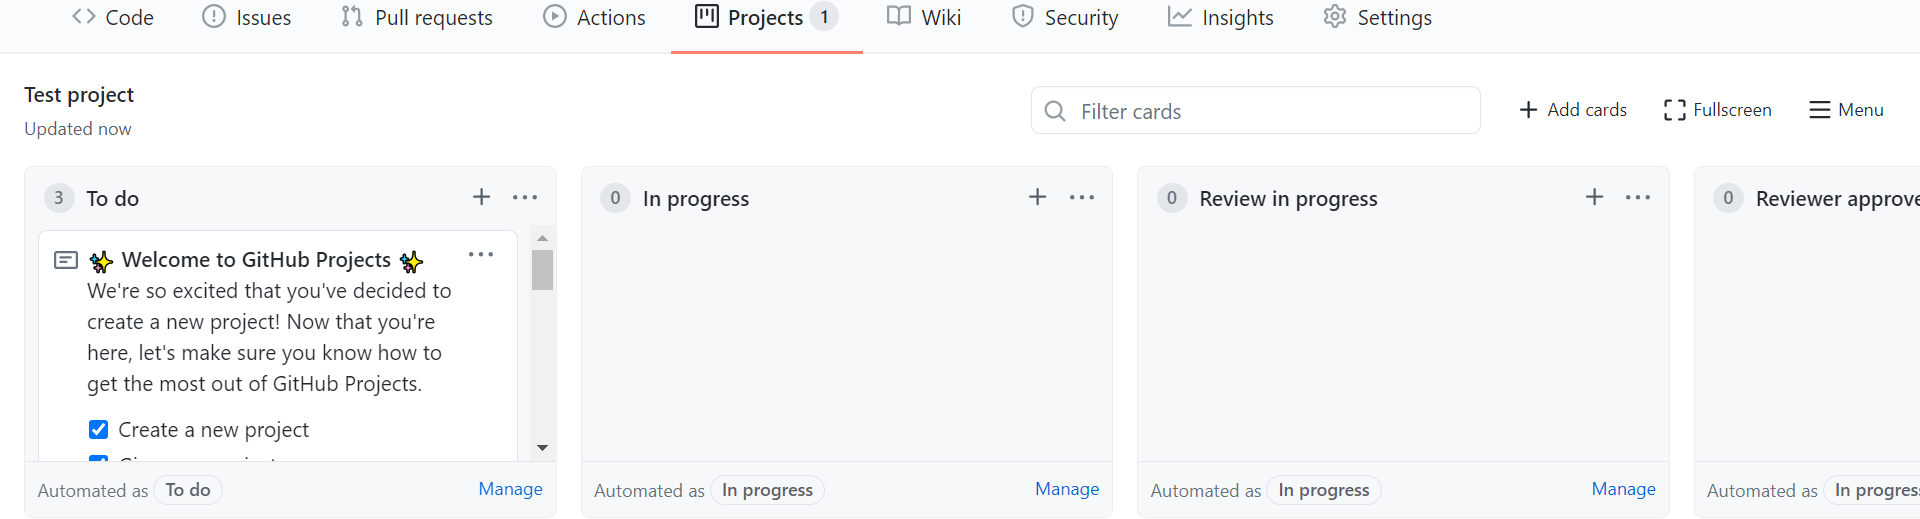 Code Issues Pull requests Actions Projects 1 Wiki Security Insights Settings
Test project
Updated now
Filter cards
Add cards Fullscreen Menu
3 To do
Welcome to GitHub Projects
We're so excited that you've decided to
create a new project! Now that you're
here, let's make sure you know how to
get the most out of GitHub Projects.
Create a new project
Automated as To do Manage
0 In progress
Automated as In progress Manage
0 Review in progress
Automated as In progress Manage
0 Reviewer approve
Automated as In progress